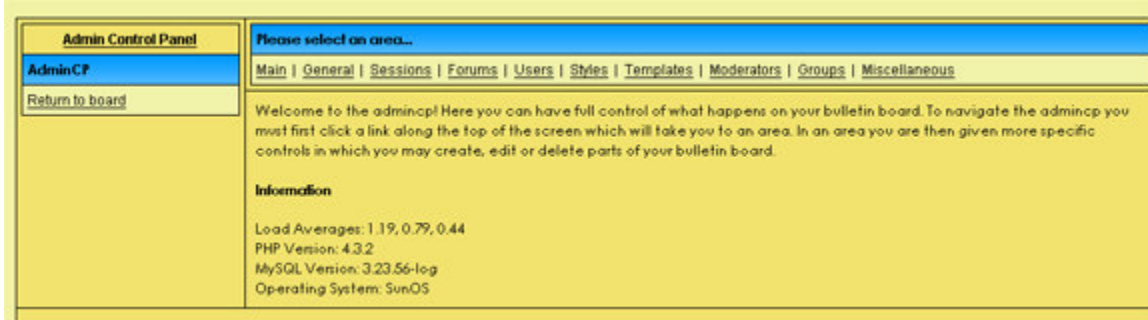 Admin Control Panel
AdminCP
Return to board
Please select an area...
Main | General | Sessions | Forums | Users | Styles | Templates | Moderators | Groups | Miscellaneous
Welcome to the admincp! Here you can have full control of what happens on your bulletin board. To navigate the admincp you
must first click a link along the top of the screen which will take you to an area. In an area you are then given more specific
controls in which you may create, edit or delete parts of your bulletin board.
Information
Load Averages: 1.19, 0.79, 0.44
PHP Version: 4.3.2
MySQL Version: 3.23.56-log
Operating System: SunOS